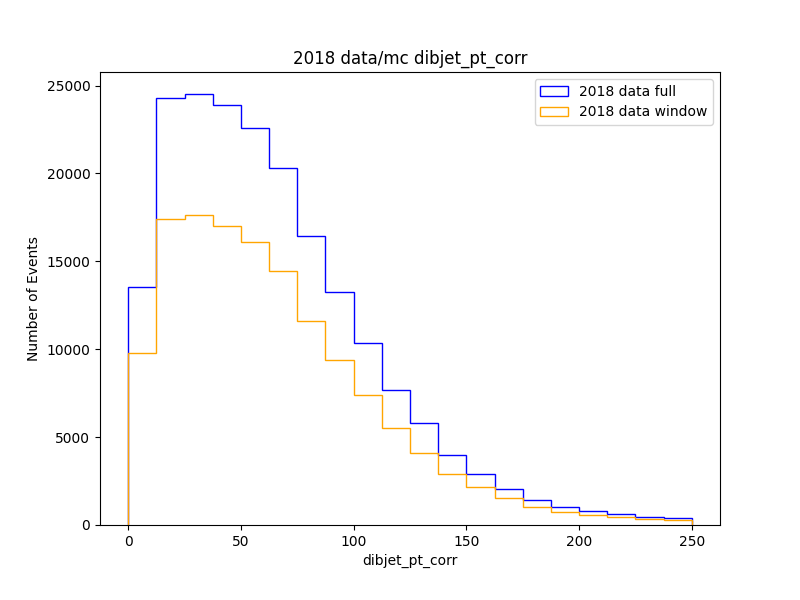 2018 data/mc dibjet_pt_corr
2018 data full
2018 data window
Number of Events
25000
20000
15000
10000
5000
0
0 50 100 150 200 250
dibjet_pt_corr